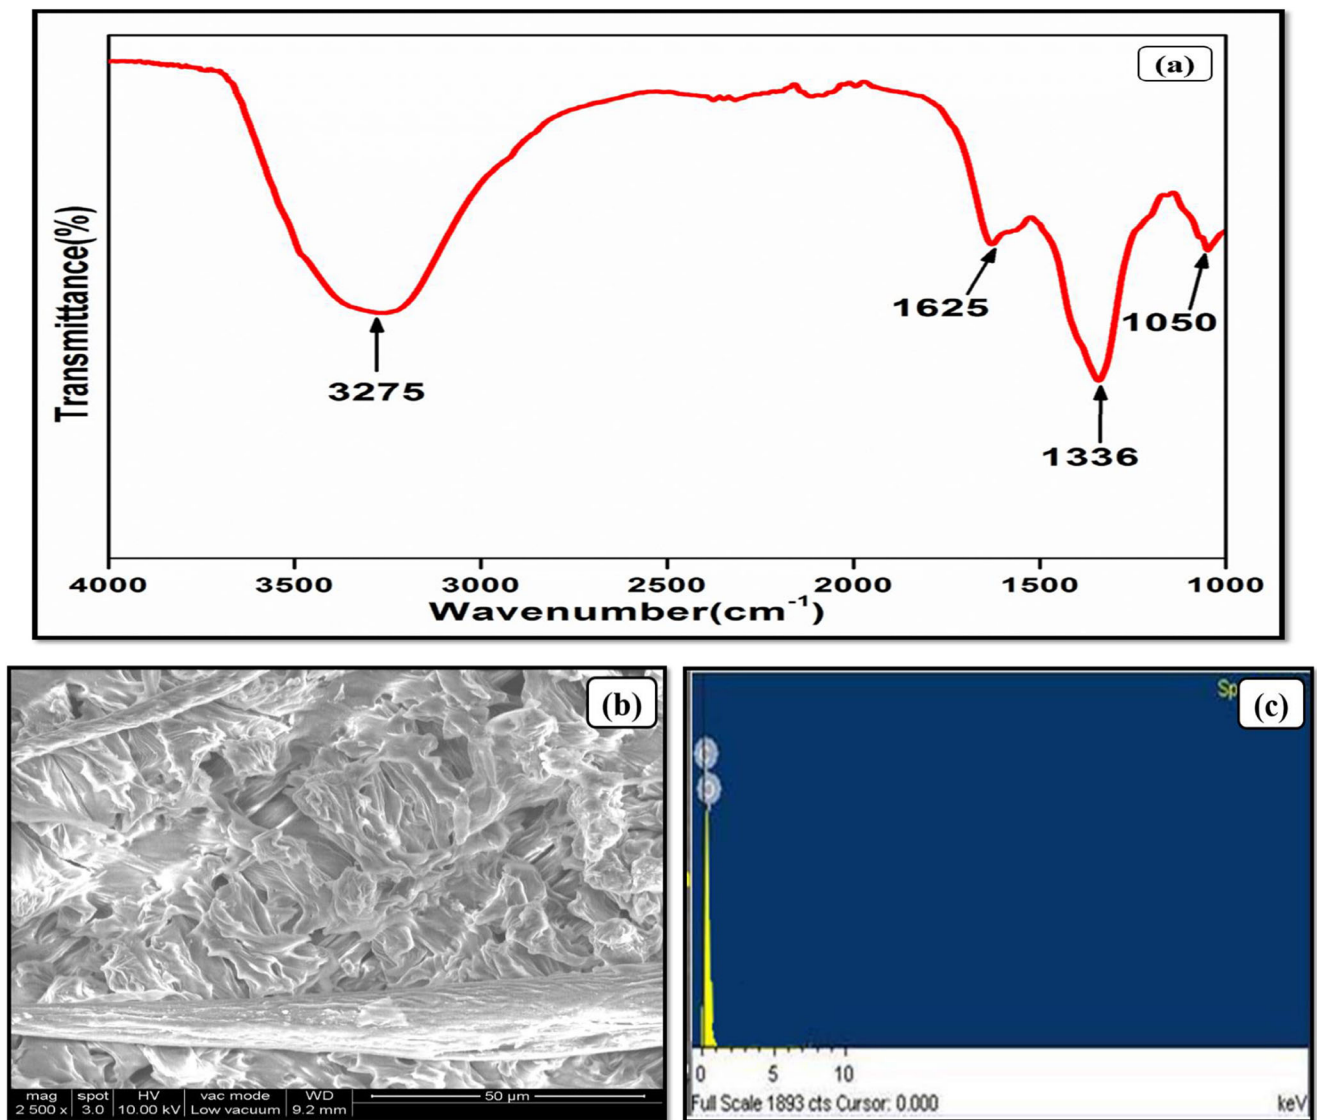 (a)
Transmittance(%)
3275
1625
1336
1050
4000 3500 3000 2500 2000 1500 1000
Wavenumber(cm-1)
(b)
mag spot HV vac mode WD
2 500 x 3.0 10.00 kV Low vacuum 9.2 mm 50 µm
(c)
Sp
0 5 10
Full Scale 1893 cts Cursor: 0.000 keV